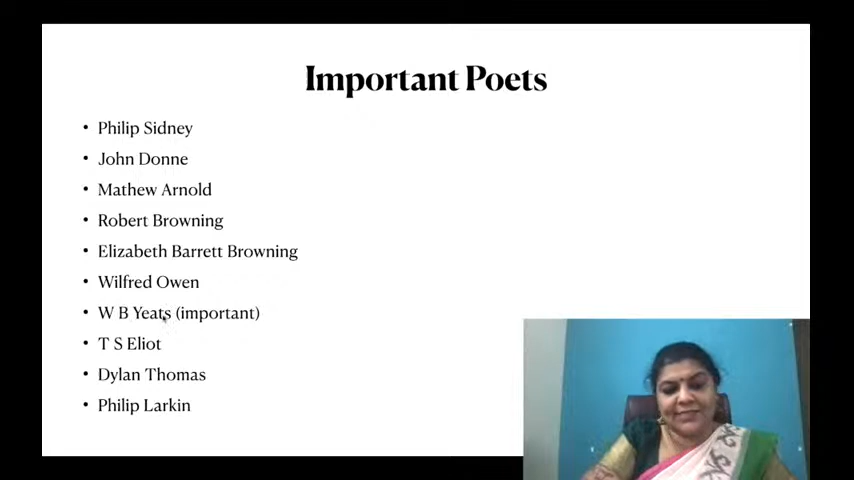 Important Poets
• Philip Sidney
• John Donne
• Mathew Arnold
• Robert Browning
• Elizabeth Barrett Browning
• Wilfred Owen
• W B Yeats (important)
• T S Eliot
• Dylan Thomas
• Philip Larkin